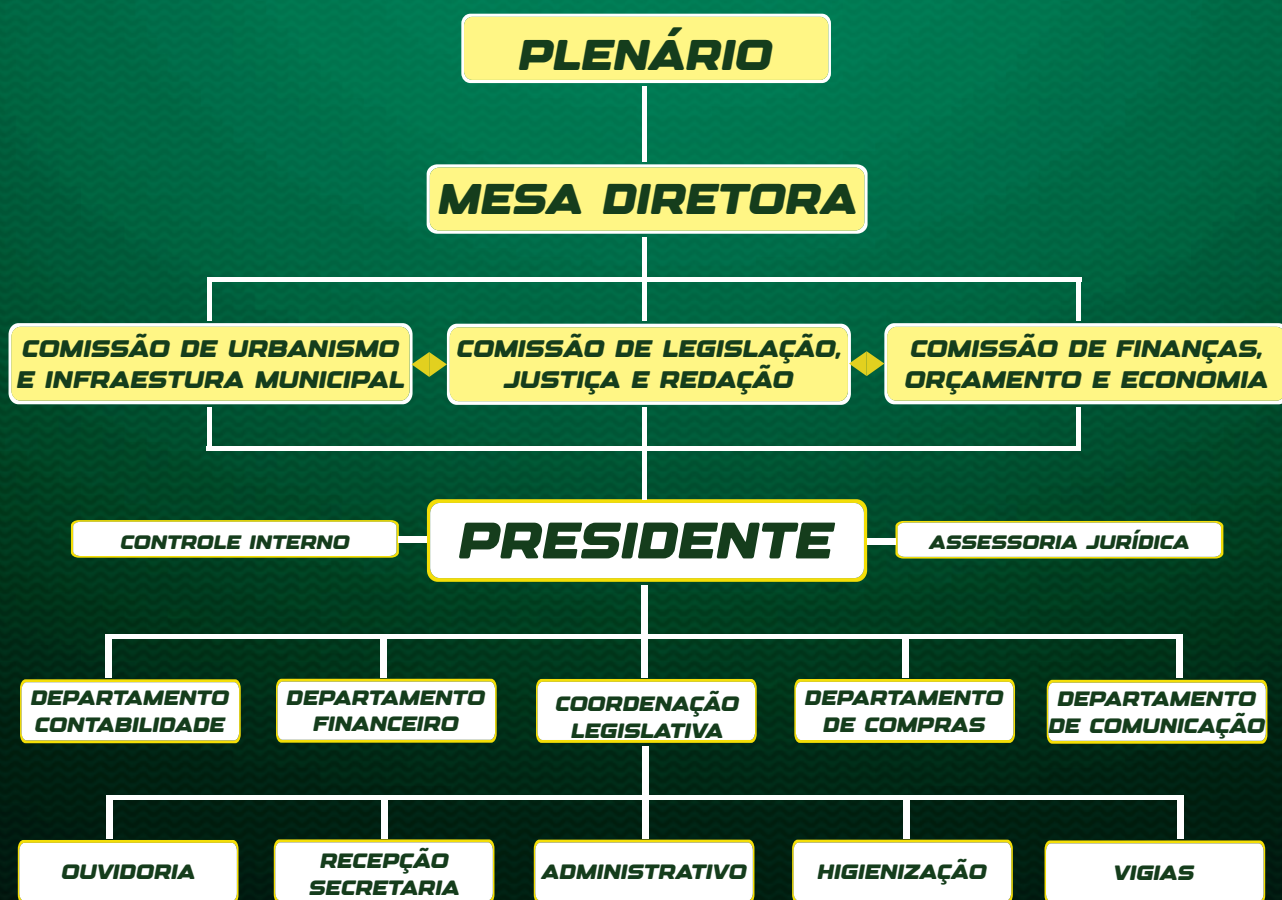 PLENÁRIO
MESA DIRETORA
COMISSÃO DE URBANISMO
E INFRAESTURA MUNICIPAL
COMISSÃO DE LEGISLAÇÃO,
JUSTIÇA E REDAÇÃO
COMISSÃO DE FINANÇAS,
ORÇAMENTO E ECONOMIA
CONTROLE INTERNO
PRESIDENTE
ASSESSORIA JURÍDICA
DEPARTAMENTO
CONTABILIDADE
DEPARTAMENTO
FINANCEIRO
COORDENAÇÃO
LEGISLATIVA
DEPARTAMENTO
DE COMPRAS
DEPARTAMENTO
DE COMUNICAÇÃO
OUVIDORIA
RECEPÇÃO
SECRETARIA
ADMINISTRATIVO
HIGIENIZAÇÃO
VIGIAS